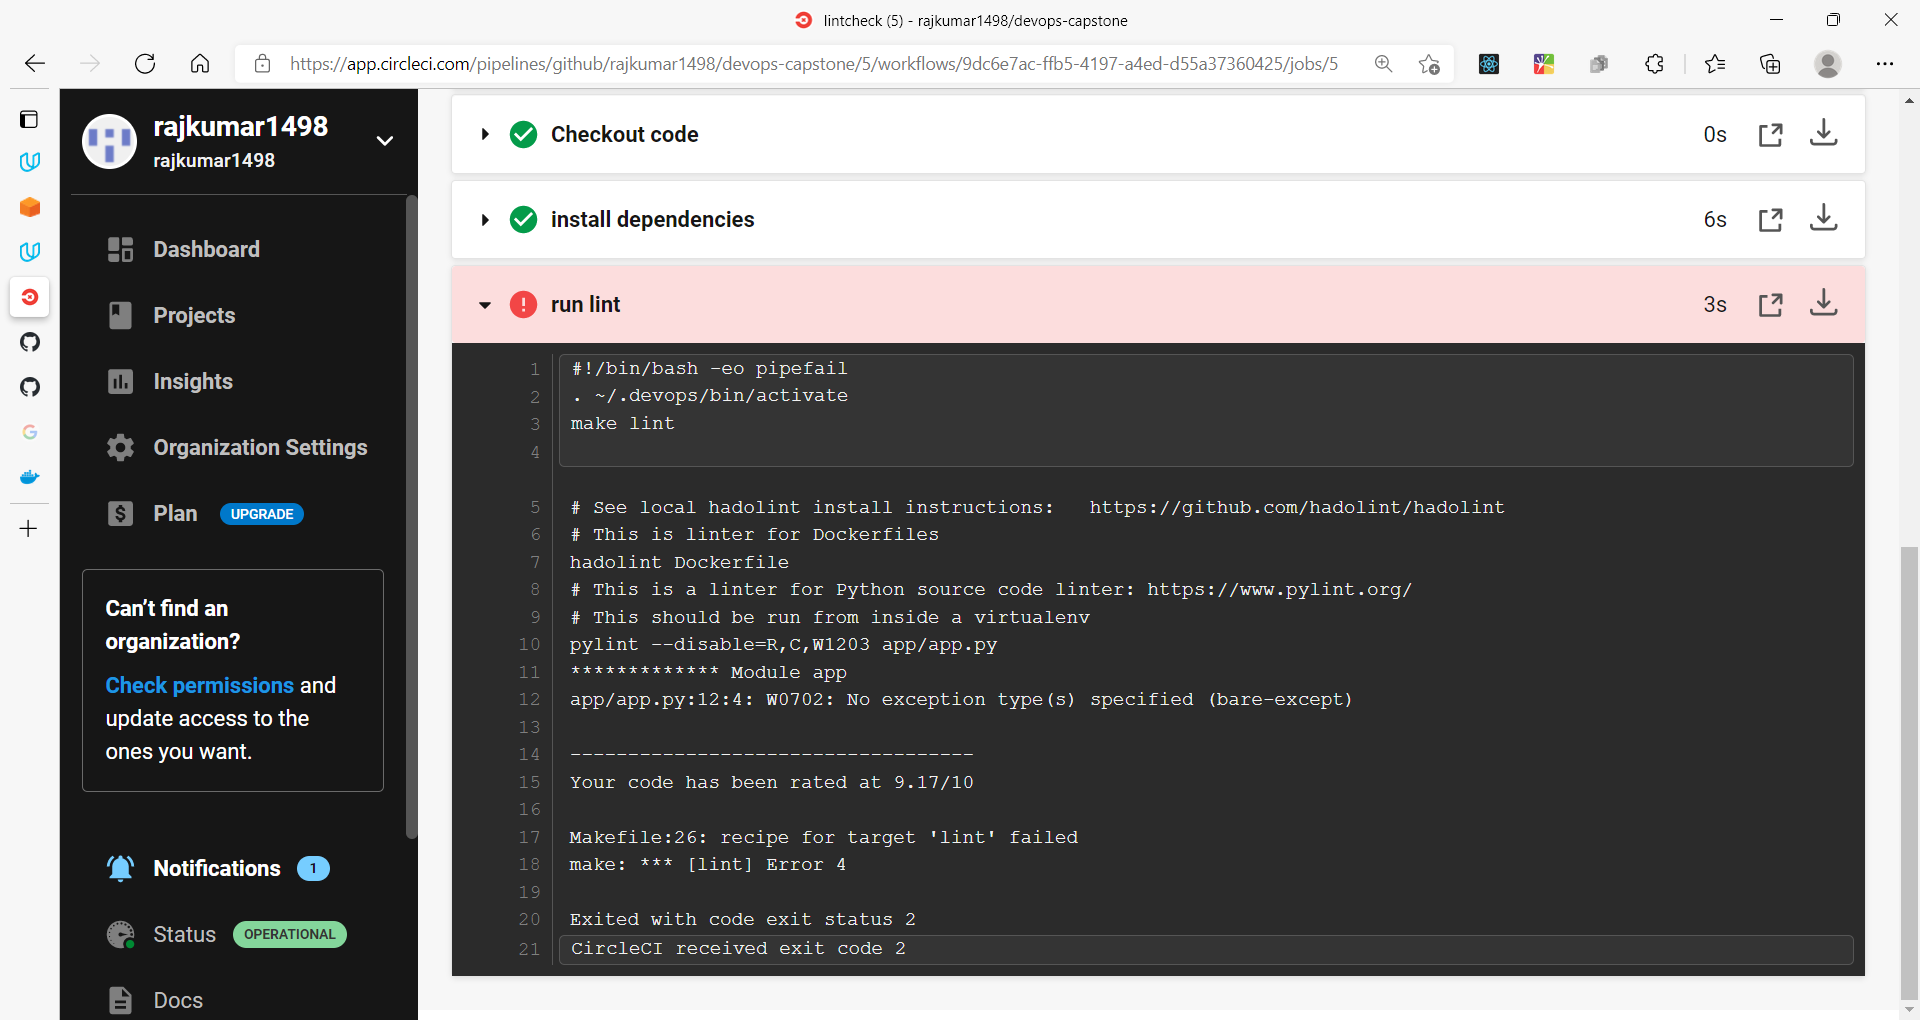 lintcheck (5) - rajkumar1498/devops-capstone
https://app.circleci.com/pipelines/github/rajkumar1498/devops-capstone/5/workflows/9dc6e7ac-ffb5-4197-a4ed-d55a37360425/jobs/5
rajkumar1498
rajkumar1498
Dashboard
Projects
Insights
Organization Settings
Plan UPGRADE
Can't find an
organization?
Check permissions and
update access to the
ones you want.
Notifications 1
Status OPERATIONAL
Docs
Checkout code 0s
install dependencies 6s
run lint 3s
1 #!/bin/bash -eo pipefail
2 . ~/.devops/bin/activate
3 make lint
4
5 # See local hadolint install instructions:   https://github.com/hadolint/hadolint
6 # This is linter for Dockerfiles
7 hadolint Dockerfile
8 # This is a linter for Python source code linter: https://www.pylint.org/
9 # This should be run from inside a virtualenv
10 pylint --disable=R,C,W1203 app/app.py
11 ************* Module app
12 app/app.py:12:4: W0702: No exception type(s) specified (bare-except)
13
14 -----------------------------------
15 Your code has been rated at 9.17/10
16
17 Makefile:26: recipe for target 'lint' failed
18 make: *** [lint] Error 4
19
20 Exited with code exit status 2
21 CircleCI received exit code 2